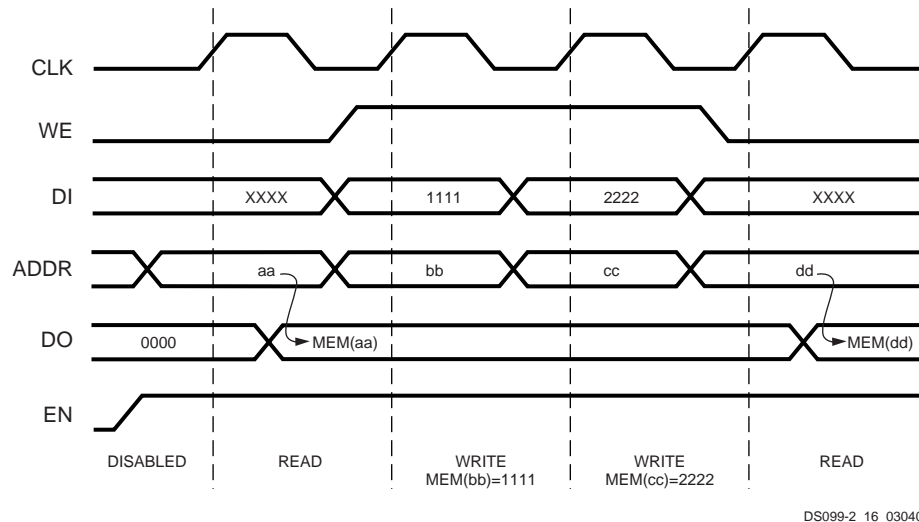 CLK
WE
DI XXXX 1111 2222 XXXX
ADDR aa bb cc dd
DO 0000 MEM(aa) MEM(dd)
EN
DISABLED READ WRITE WRITE READ
MEM(bb)=1111 MEM(cc)=2222